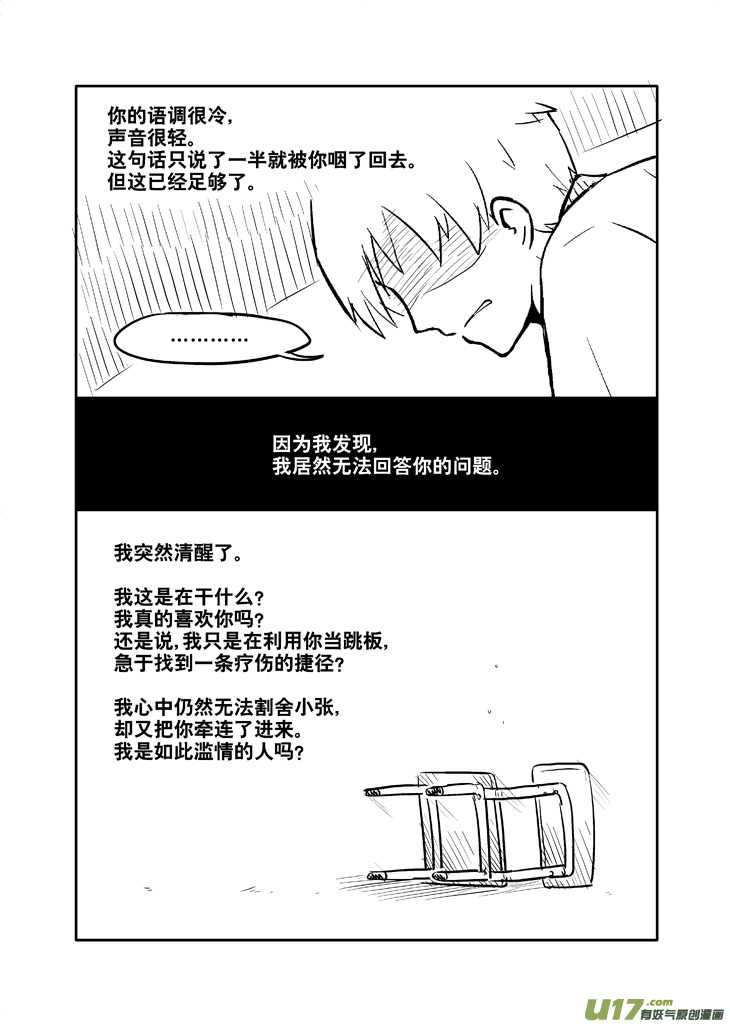 你的语调很冷，
声音很轻。
这句话只说了一半就被你咽了回去。
但这已经足够了。
…………
因为我发现，
我居然无法回答你的问题。
我突然清醒了。
我这是在干什么？
我真的喜欢你吗？
还是说，我只是在利用你当跳板，
急于找到一条疗伤的捷径？
我心中仍然无法割舍小张，
却又把你牵连了进来。
我是如此滥情的人吗？
U17.com
有妖气原创漫画